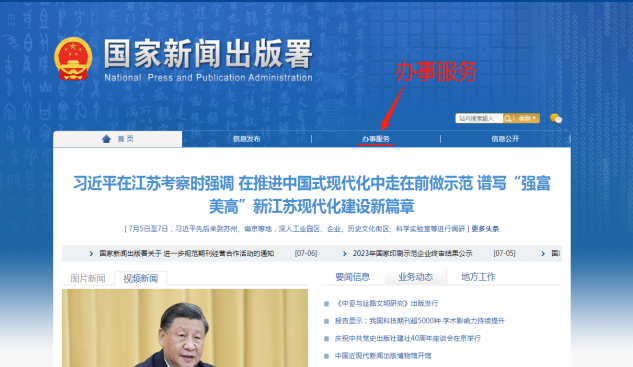 国家新闻出版署
National Press and Publication Administration
办事服务
站内搜索输入
首页
信息发布
办事服务
信息公开
习近平在江苏考察时强调 在推进中国式现代化中走在前做示范 谱写“强富
美高”新江苏现代化建设新篇章
[ 7月5日至7日，习近平先后来到苏州、南京等地，深入工业园区、企业、历史文化街区、科学实验室等进行调研 ] 更多头条
国家新闻出版署关于 进一步规范期刊经营合作活动的通知 [07-06]
2023年国家印刷示范企业终审结果公示 [07-05]
国
图片新闻
视频新闻
要闻信息
业务动态
地方工作
《中亚与丝路文明研究》出版发行
报告显示：我国科技期刊超5000种 学术影响力持续提升
庆祝中共党史出版社建社40周年座谈会在京举行
中国近现代新闻出版博物馆开馆